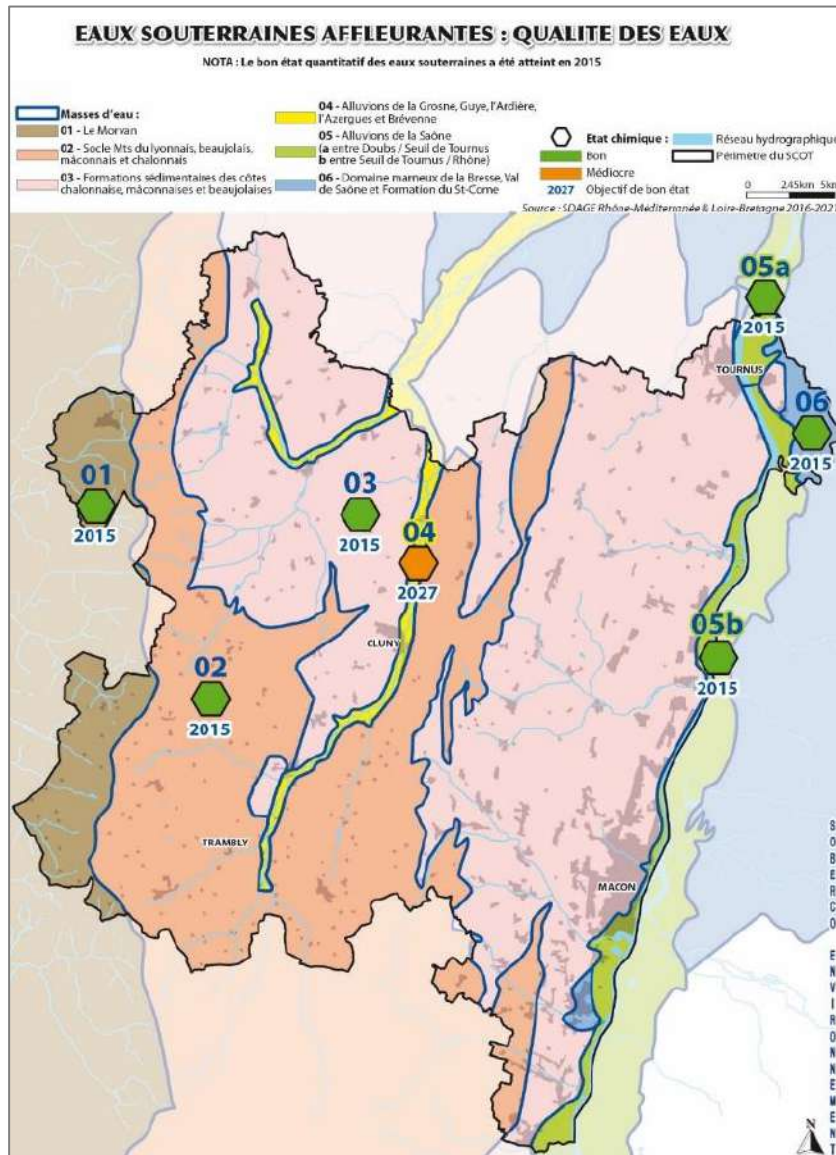 EAUX SOUTERRAINES AFFLEURANTES : QUALITE DES EAUX
NOTA : Le bon état quantitatif des eaux souterraines a été atteint en 2015
Masses d'eau :
01 - Le Morvan
02 - Socle Mts du lyonnais, beaujolais,
mâconnais et chalonnais
03 - Formations sédimentaires des côtes
chalonnaise, mâconnaises et beaujolaises
04 - Alluvions de la Grosne, Guye, l'Ardière,
l'Azergues et Brévenne
05 - Alluvions de la Saône
(a entre Doubs / Seuil de Tournus
b entre Seuil de Tournus / Rhône)
06 - Domaine marneux de la Bresse, Val
de Saône et Formation du St-Come
Etat chimique :
Bon
Médiocre
2027 Objectif de bon état
Réseau hydrographique
Périmètre du SCOT
0 2.45km 5km
Source : SDAGE Rhône-Méditerranée & Loire-Bretagne 2016-2021
05a
2015
TOURNUS
06
2015
01
2015
03
2015
04
2027
CLUNY
05b
2015
02
2015
TRAMBLY
MACON
SOBERCO ENVIRONNEMENT
N